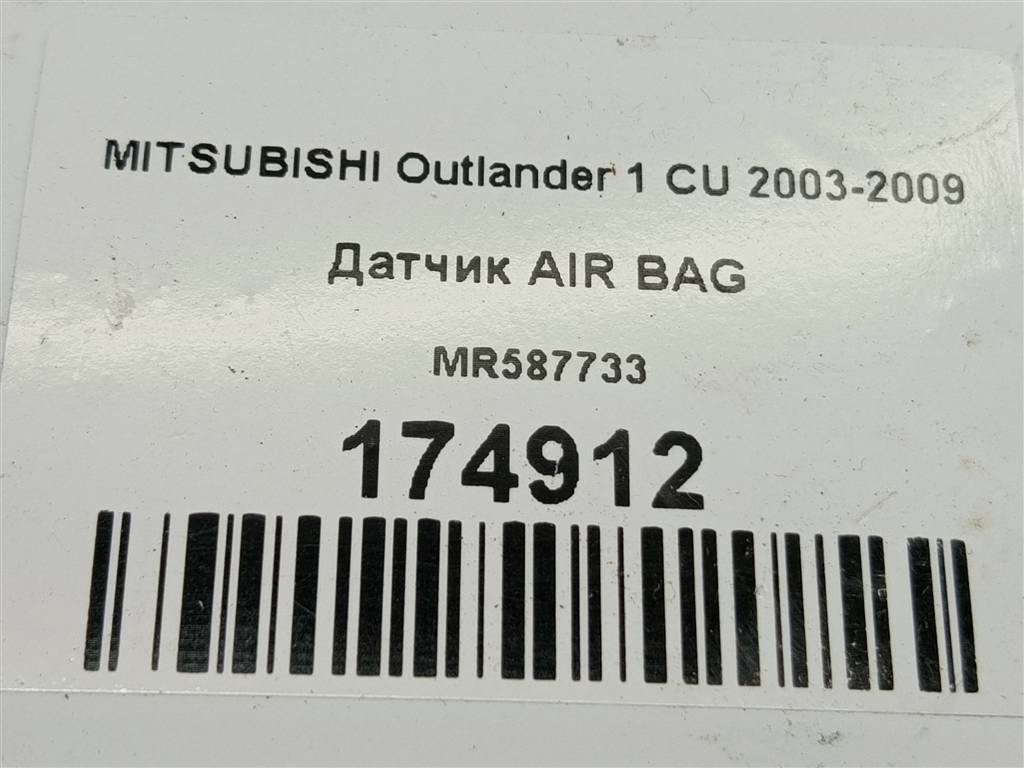 MITSUBISHI Outlander 1 CU 2003-2009
Датчик AIR BAG
MR587733
174912